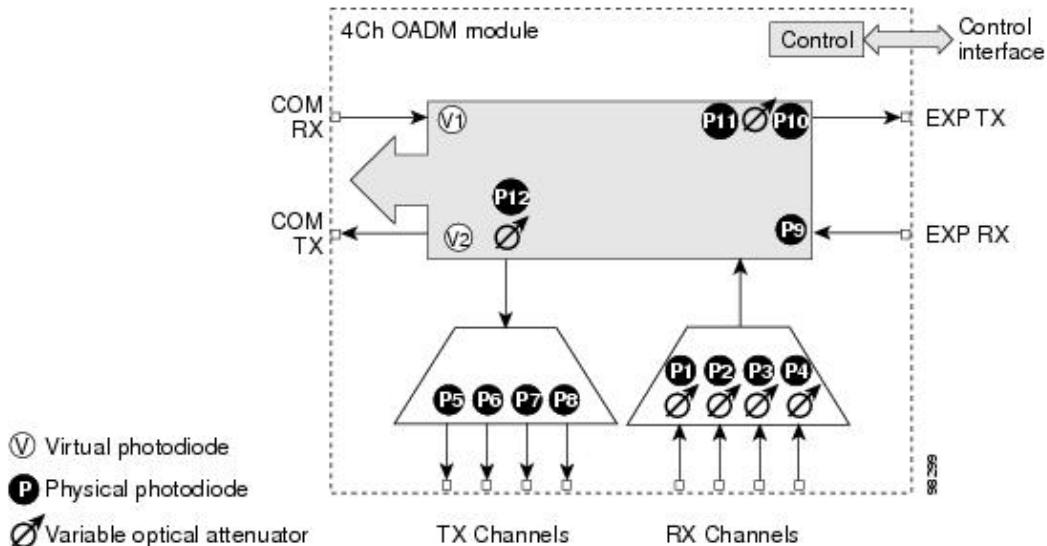 4Ch OADM module
Control
Control
interface
COM
RX
V1
P11
P10
EXP TX
P12
COM
TX
V2
P9
EXP RX
P1
P2
P3
P4
P5
P6
P7
P8
V Virtual photodiode
P Physical photodiode
Variable optical attenuator
TX Channels
RX Channels
98299